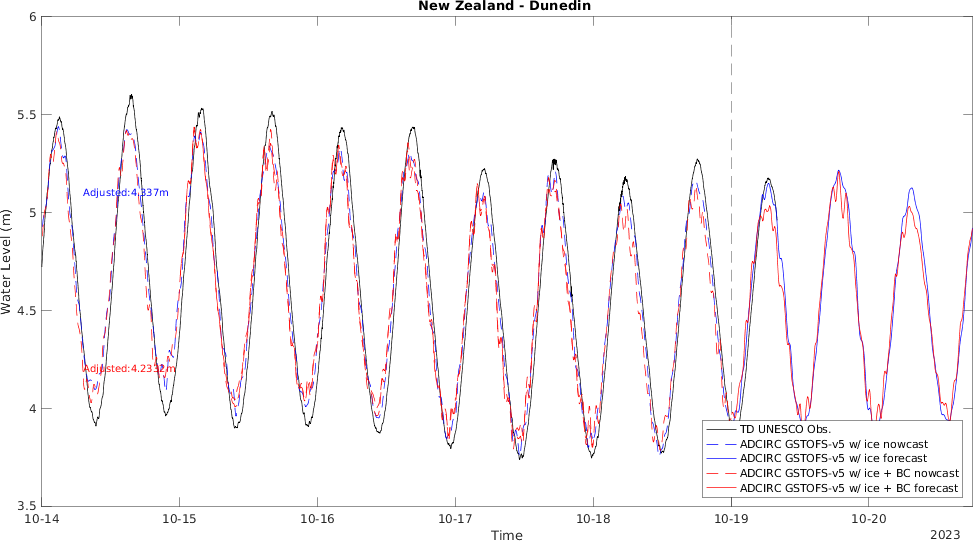 New Zealand - Dunedin
6
5.5
5
4.5
4
3.5
Water Level (m)
Adjusted:4.337m
Adjusted:4.2332m
TD UNESCO Obs.
ADCIRC GSTOFS-v5 w/ ice nowcast
ADCIRC GSTOFS-v5 w/ ice forecast
ADCIRC GSTOFS-v5 w/ ice + BC nowcast
ADCIRC GSTOFS-v5 w/ ice + BC forecast
10-14 10-15 10-16 10-17 10-18 10-19 10-20
Time
2023